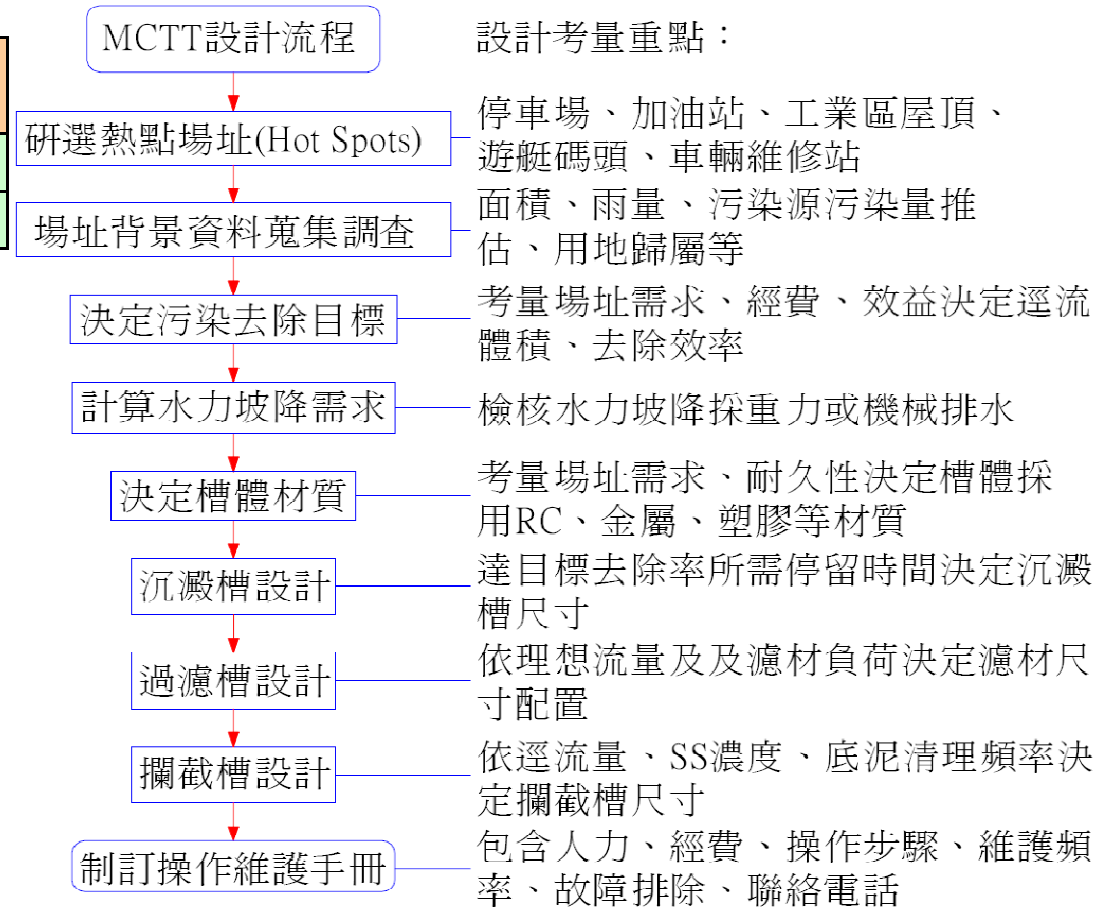 MCTT設計流程
設計考量重點：
研選熱點場址(Hot Spots)
停車場、加油站、工業區屋頂、
遊艇碼頭、車輛維修站
場址背景資料蒐集調查
面積、雨量、污染源污染量推
估、用地歸屬等
決定污染去除目標
考量場址需求、經費、效益決定逕流
體積、去除效率
計算水力坡降需求
檢核水力坡降採重力或機械排水
決定槽體材質
考量場址需求、耐久性決定槽體採
用RC、金屬、塑膠等材質
沉澱槽設計
達目標去除率所需停留時間決定沉澱
槽尺寸
過濾槽設計
依理想流量及及濾材負荷決定濾材尺
寸配置
攔截槽設計
依逕流量、SS濃度、底泥清理頻率決
定攔截槽尺寸
制訂操作維護手冊
包含人力、經費、操作步驟、維護頻
率、故障排除、聯絡電話